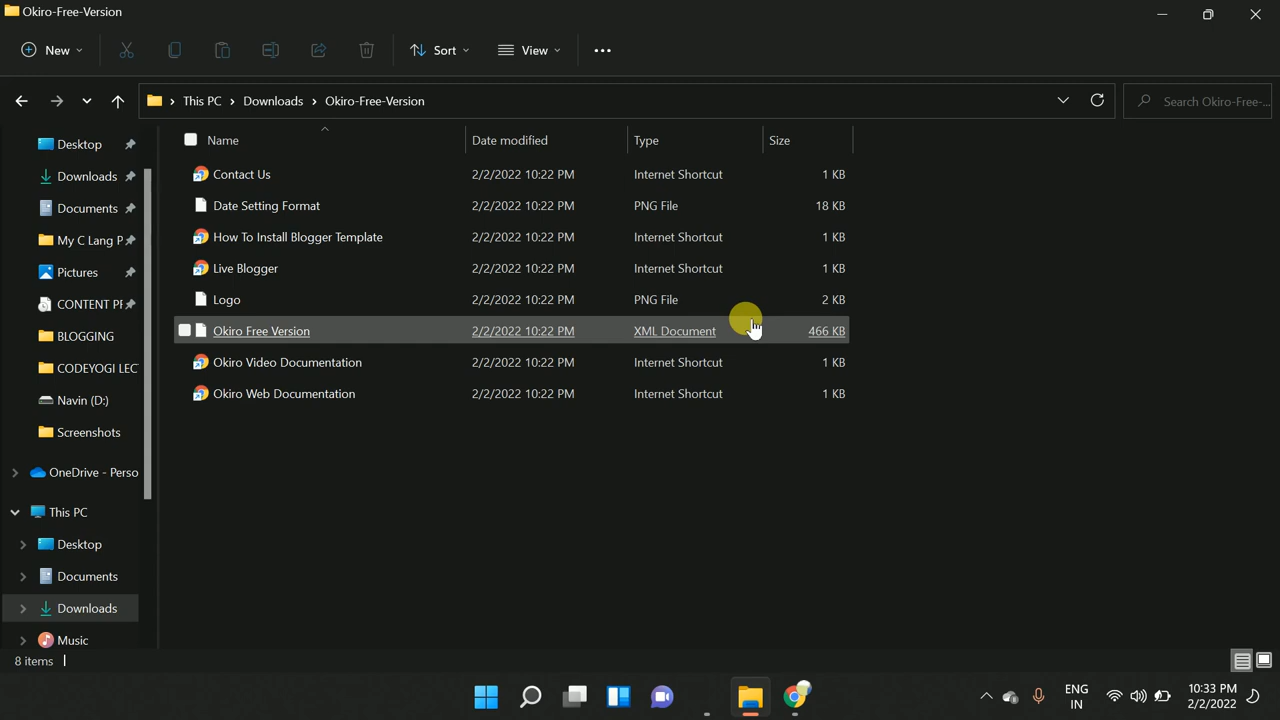 Okiro-Free-Version
New
Sort
View
This PC
Downloads
Okiro-Free-Version
Search Okiro-Free-...
Name
Date modified
Type
Size
Contact Us 2/2/2022 10:22 PM Internet Shortcut 1 KB
Date Setting Format 2/2/2022 10:22 PM PNG File 18 KB
How To Install Blogger Template 2/2/2022 10:22 PM Internet Shortcut 1 KB
Live Blogger 2/2/2022 10:22 PM Internet Shortcut 1 KB
Logo 2/2/2022 10:22 PM PNG File 2 KB
Okiro Free Version 2/2/2022 10:22 PM XML Document 466 KB
Okiro Video Documentation 2/2/2022 10:22 PM Internet Shortcut 1 KB
Okiro Web Documentation 2/2/2022 10:22 PM Internet Shortcut 1 KB
Desktop
Downloads
Documents
My C Lang P
Pictures
CONTENT
BLOGGING
CODEYOGI LEC
Navin (D:)
Screenshots
OneDrive - Perso
This PC
Desktop
Documents
Downloads
Music
8 items
ENG
IN
10:33 PM
2/2/2022